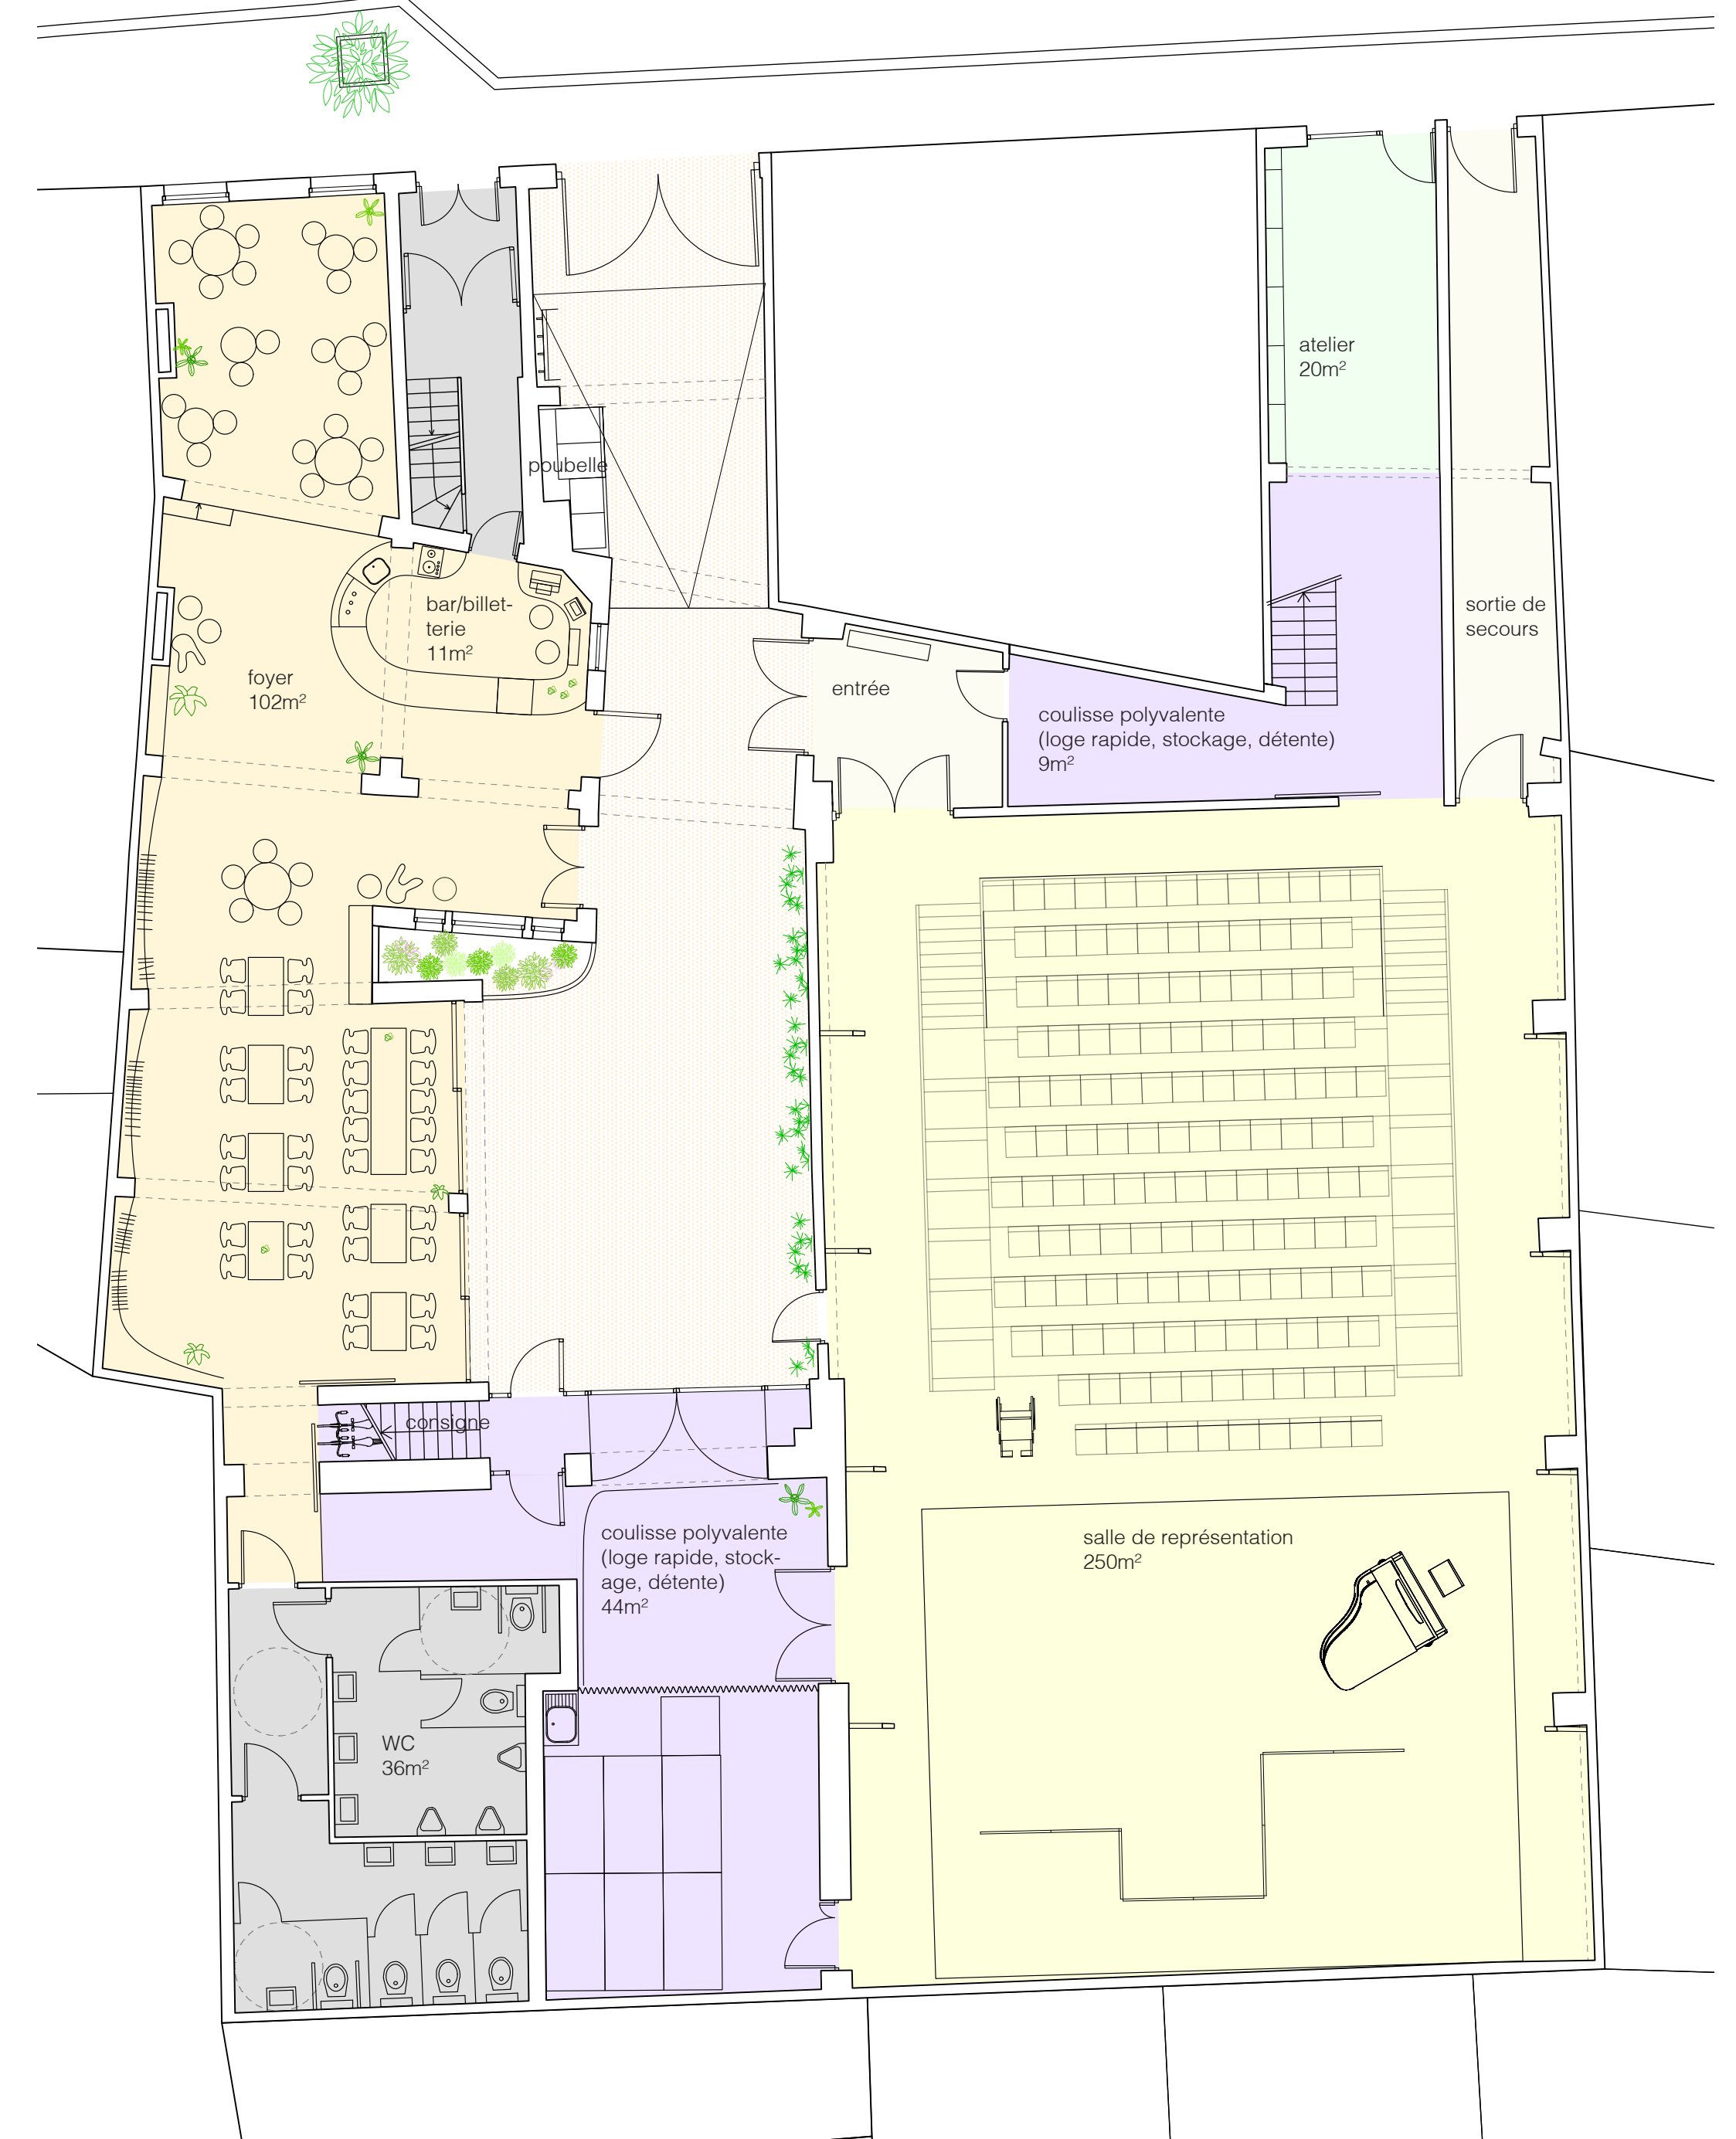 atelier
20m²
poubelle
bar/billet-
terie
11m²
sortie de
secours
foyer
102m²
entrée
coulisse polyvalente
(loge rapide, stockage, détente)
9m²
consigne
coulisse polyvalente
(loge rapide, stock-
age, détente)
44m²
salle de représentation
250m²
WC
36m²